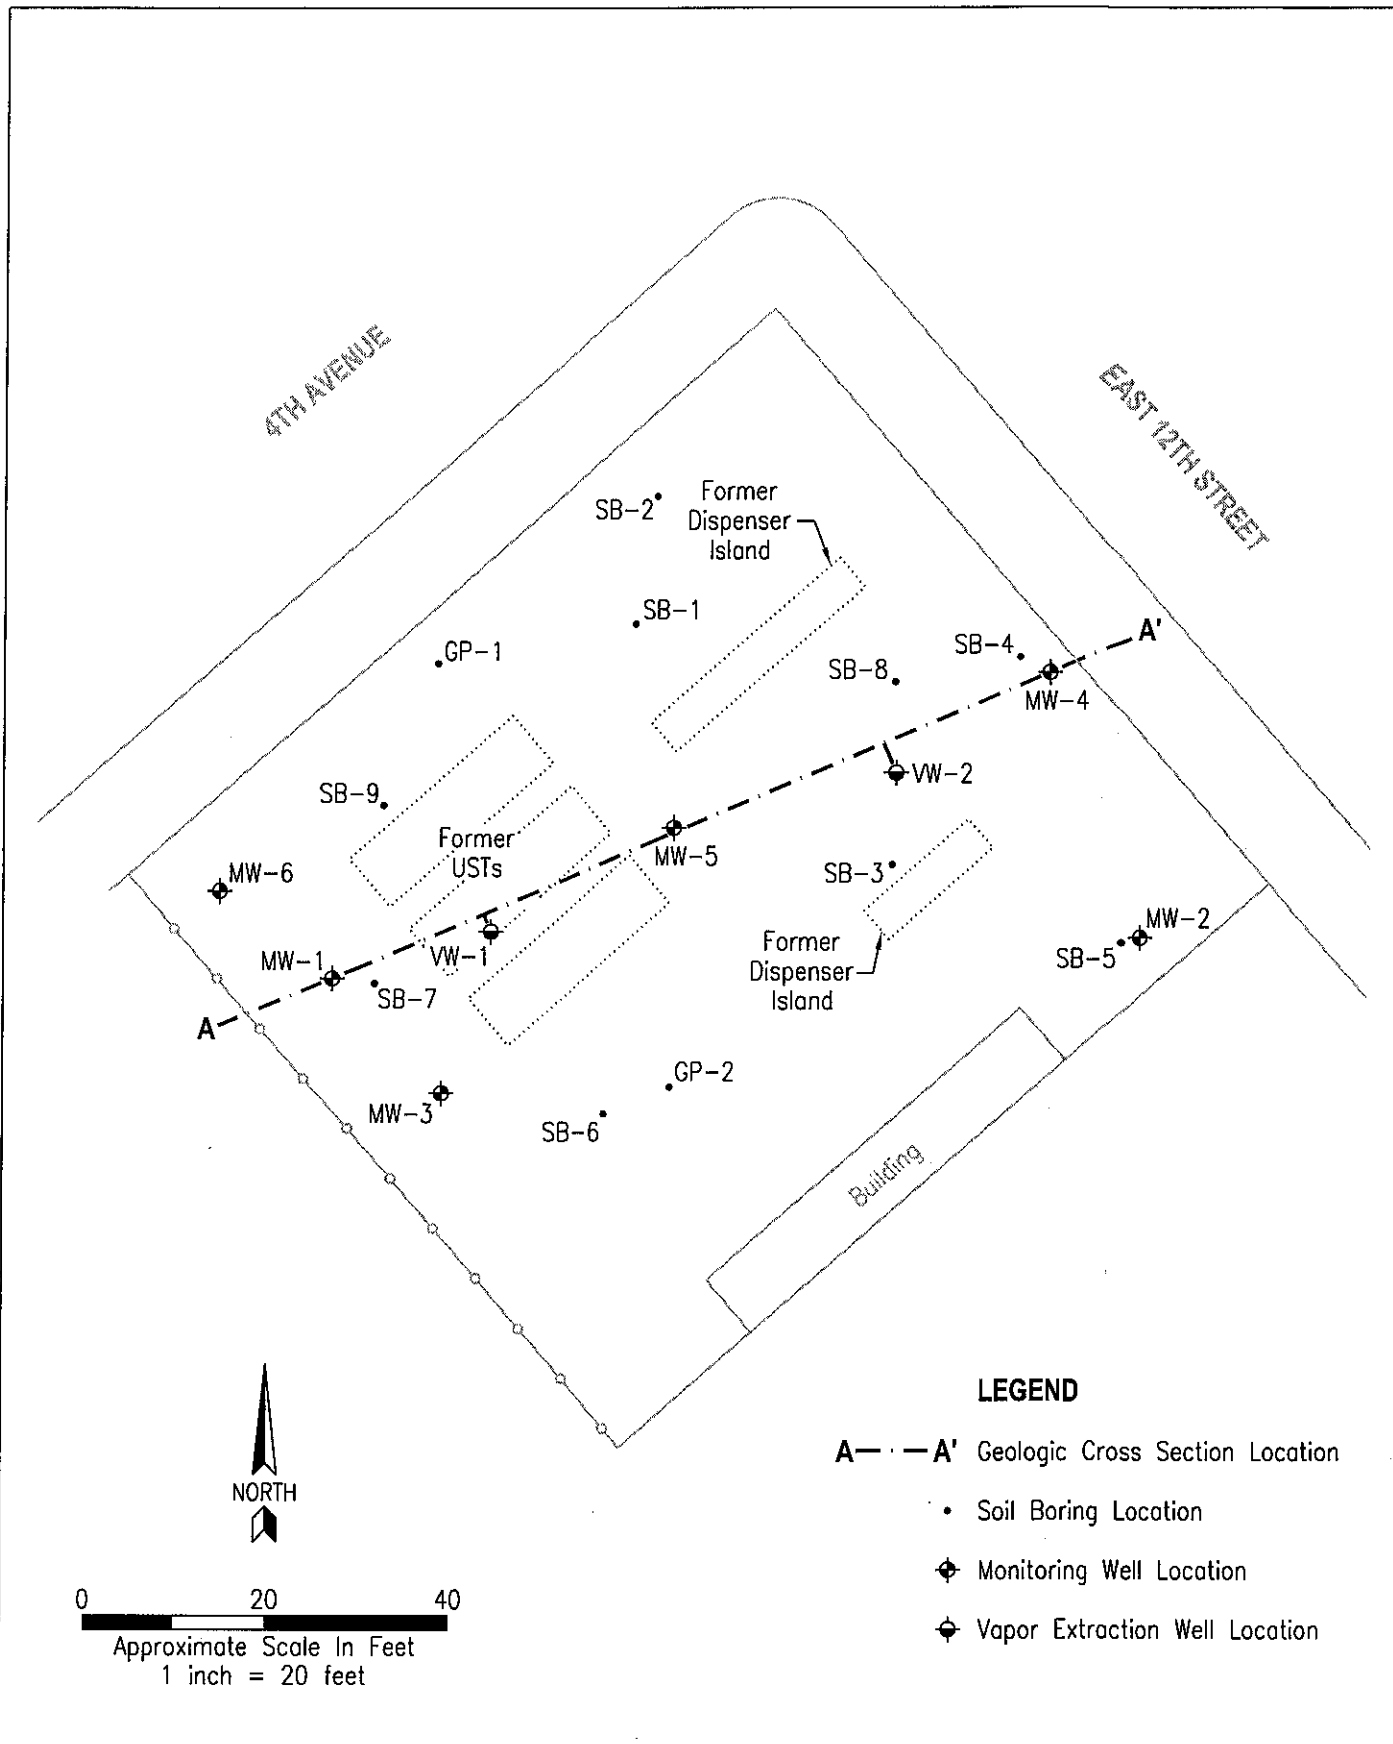 4TH AVENUE
EAST 12TH STREET
SB-2
Former
Dispenser
Island
SB-1
GP-1
SB-4
A'
SB-8
MW-4
VW-2
SB-9
Former
USTs
MW-5
SB-3
MW-6
MW-2
SB-5
MW-1
VW-1
Former
Dispenser
Island
SB-7
A
GP-2
MW-3
SB-6
Building
LEGEND
A A' Geologic Cross Section Location
Soil Boring Location
Monitoring Well Location
Vapor Extraction Well Location
NORTH
0 20 40
Approximate Scale In Feet
1 inch = 20 feet